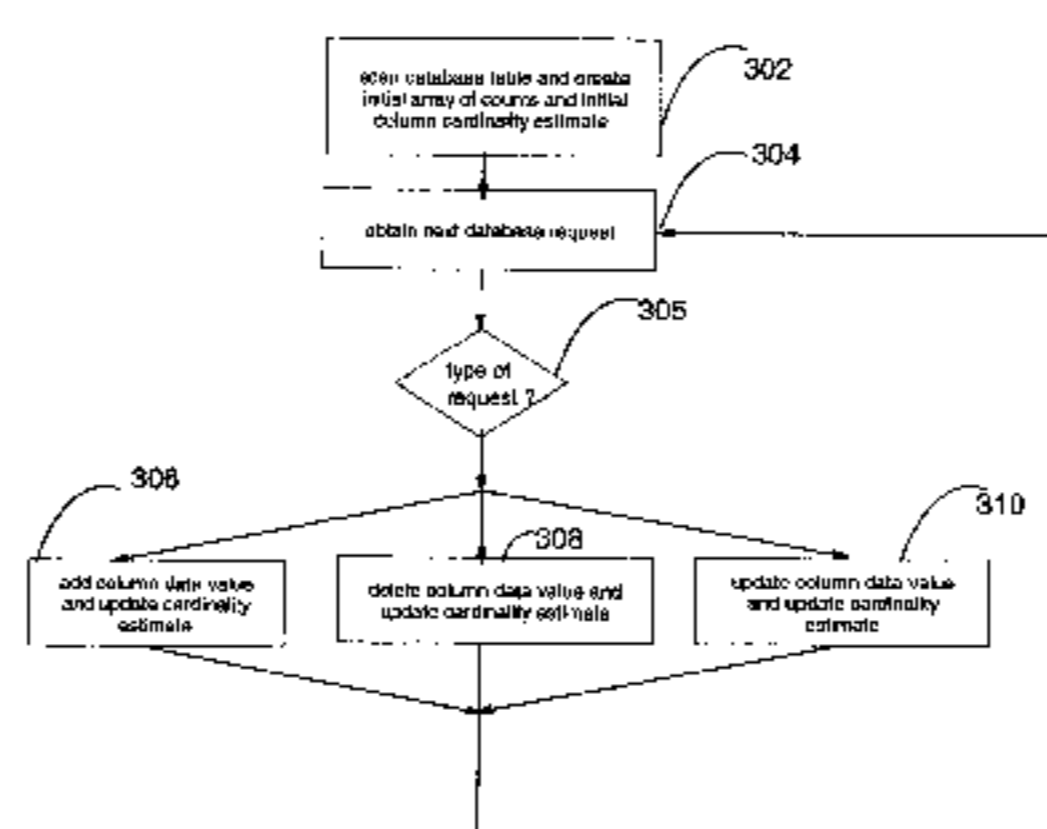 scan database table and create
initial array of counts and initial
column cardinality estimate
302
304
obtain next database request
305
type of
request ?
306
308
310
add column data value
and update cardinality
estimate
delete column data value and
update cardinality estimate
update column data value
and update cardinality
estimate